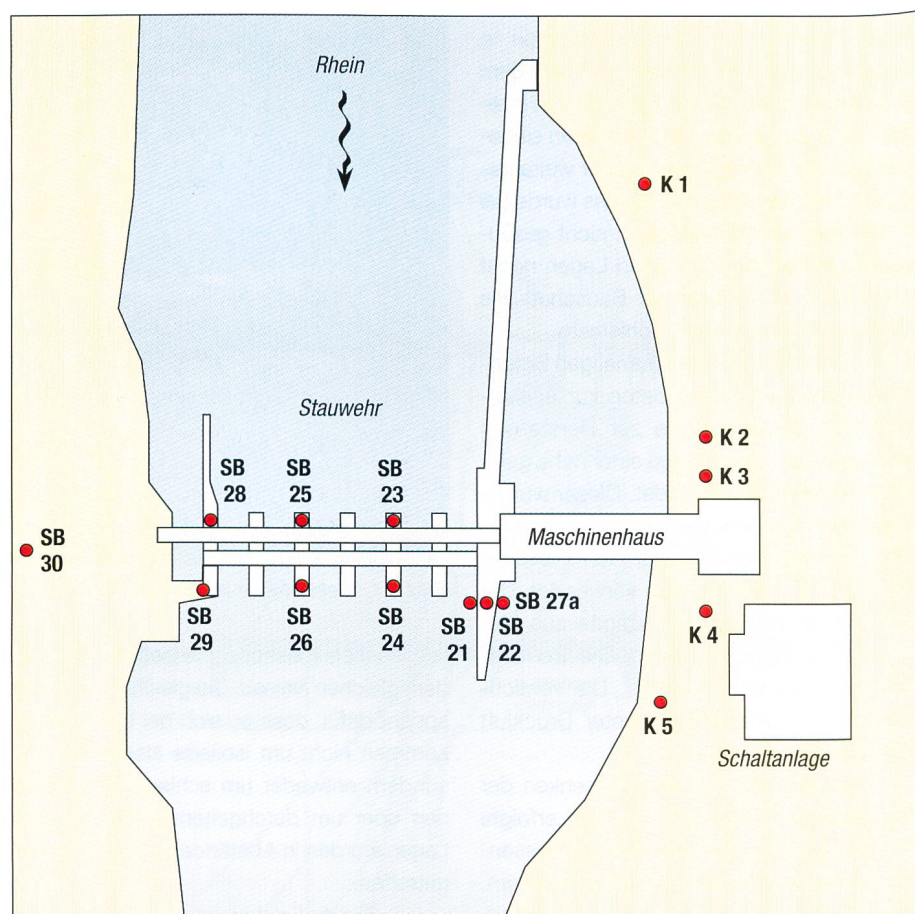 Rhein
K 1
Stauwehr
K 2
SB
28
SB
25
SB
23
K 3
Maschinenhaus
SB
30
SB 27a
SB
29
SB
26
SB
24
SB
21
SB
22
K 4
K 5
Schaltanlage